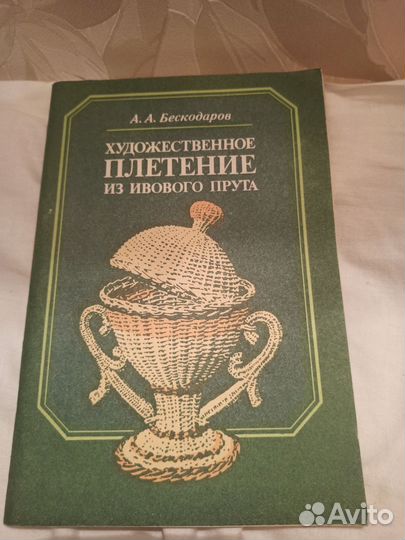 А. А. Бескодаров
ХУДОЖЕСТВЕННОЕ
ПЛЕТЕНИЕ
ИЗ ИВОВОГО ПРУТА
Avito